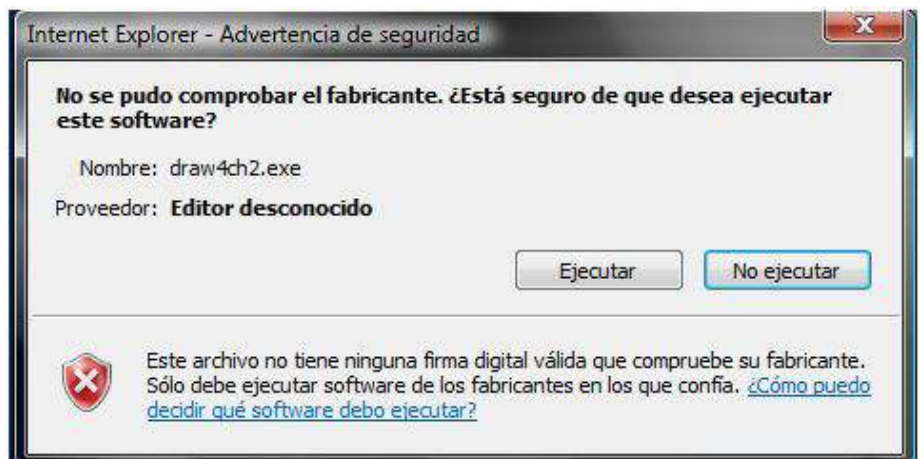 Internet Explorer - Advertencia de seguridad
No se pudo comprobar el fabricante. ¿Está seguro de que desea ejecutar
este software?
Nombre: draw4ch2.exe
Proveedor: Editor desconocido
Ejecutar No ejecutar
Este archivo no tiene ninguna firma digital válida que compruebe su fabricante.
Sólo debe ejecutar software de los fabricantes en los que confía. ¿Cómo puedo
decidir qué software debo ejecutar?